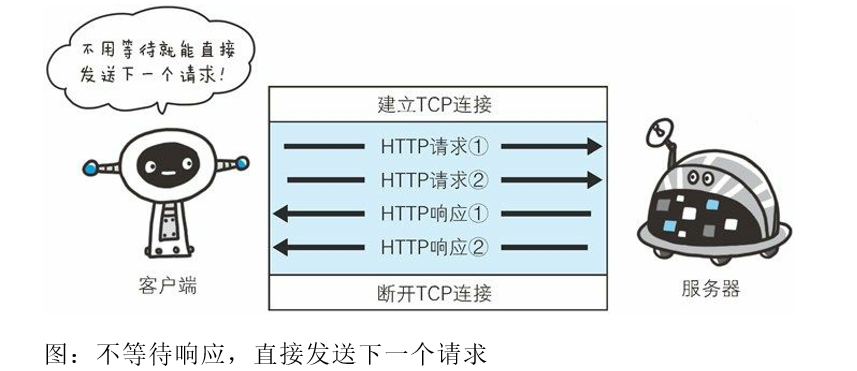 不用等待就能直接
发送下一个请求!
建立TCP连接
HTTP请求①
HTTP请求②
HTTP响应①
HTTP响应②
断开TCP连接
客户端
服务器
图：不等待响应，直接发送下一个请求